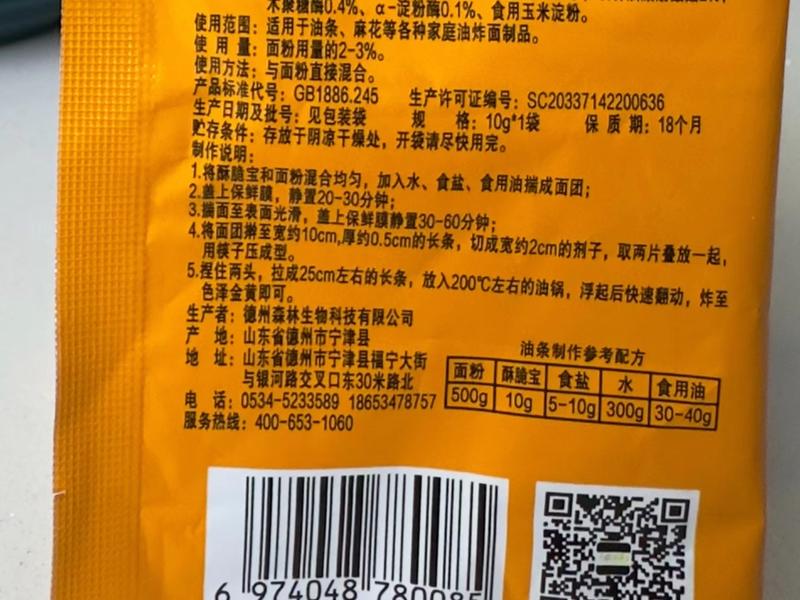 木聚糖酶0.4%、α-淀粉酶0.1%、食用玉米淀粉。
使用范围：适用于油条、麻花等各种家庭油炸面制品。
使 用 量：面粉用量的2-3%。
使用方法：与面粉直接混合。
产品标准代号：GB1886.245 生产许可证编号：SC20337142200636
生产日期及批号：见包装袋 规 格：10g*1袋 保 质 期：18个月
贮存条件：存放于阴凉干燥处，开袋请尽快用完。
制作说明：
1.将酥脆宝和面粉混合均匀，加入水、食盐、食用油揣成面团；
2.盖上保鲜膜，静置20-30分钟；
3.揣面至表面光滑，盖上保鲜膜静置30-60分钟；
4.将面团擀至宽约10cm,厚约0.5cm的长条，切成宽约2cm的剂子，取两片叠放一起，
用筷子压成型。
5.捏住两头，拉成25cm左右的长条，放入200℃左右的油锅，浮起后快速翻动，炸至
色泽金黄即可。
生产者：德州森林生物科技有限公司
产 地：山东省德州市宁津县
地 址：山东省德州市宁津县福宁大街
与银河路交叉口东30米路北
电 话：0534-5233589 18653478757
服务热线：400-653-1060
油条制作参考配方
面粉 酥脆宝 食盐 水 食用油
500g 10g 5-10g 300g 30-40g
6 974048 780085